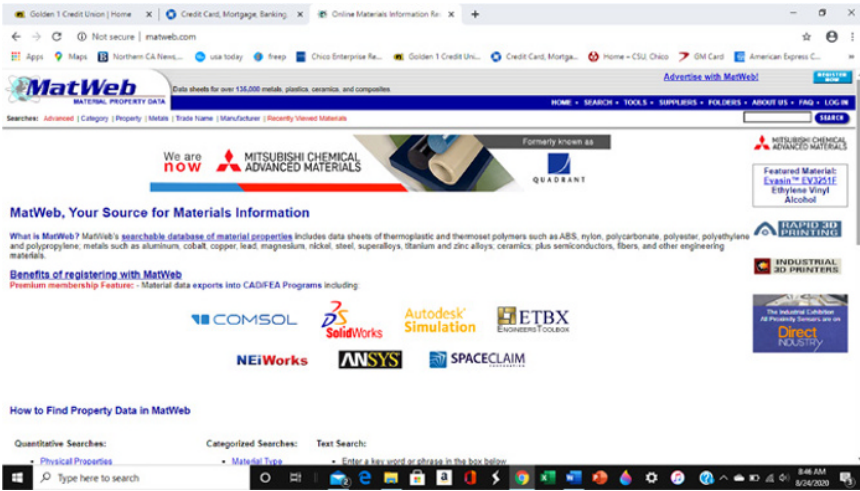 Golden 1 Credit Union | Home
Credit Card, Mortgage, Banking,
Online Materials Information Re
Not secure | matweb.com
Apps
Maps
Northern CA News,...
usa today
freep
Chico Enterprise Re...
Golden 1 Credit Uni...
Credit Card, Mortga...
Home – CSU, Chico
GM Card
American Express C...
MatWeb
MATERIAL PROPERTY DATA
Data sheets for over 135,000 metals, plastics, ceramics, and composites
Advertise with MatWeb!
REGISTER NOW
HOME • SEARCH • TOOLS • SUPPLIERS • FOLDERS • ABOUT US • FAQ • LOG IN
Searches: Advanced | Category | Property | Metals | Trade Name | Manufacturer | Recently Viewed Materials
SEARCH
We are
now
MITSUBISHI CHEMICAL
ADVANCED MATERIALS
Formerly known as
QUADRANT
MITSUBISHI CHEMICAL
ADVANCED MATERIALS
Featured Material:
Evasin™ EV3251F
Ethylene Vinyl
Alcohol
RAPID 3D
PRINTING
INDUSTRIAL
3D PRINTERS
The Industrial Exhibition
All Proximity Sensors are on
Direct
INDUSTRY
MatWeb, Your Source for Materials Information
What is MatWeb? MatWeb's searchable database of material properties includes data sheets of thermoplastic and thermoset polymers such as ABS, nylon, polycarbonate, polyester, polyethylene
and polypropylene; metals such as aluminum, cobalt, copper, lead, magnesium, nickel, steel, superalloys, titanium and zinc alloys; ceramics; plus semiconductors, fibers, and other engineering
materials.
Benefits of registering with MatWeb
Premium membership Feature: - Material data exports into CAD/FEA Programs including:
COMSOL
SolidWorks
Autodesk'
Simulation
ETBX
ENGINEERS TOOLBOX
NEiWorks
ANSYS
SPACECLAIM
CORPORATION
How to Find Property Data in MatWeb
Quantitative Searches:
Categorized Searches:
Text Search:
• Physical Properties
• Material Type
• Enter a key word or phrase in the box below
Type here to search
8:46 AM
8/24/2020